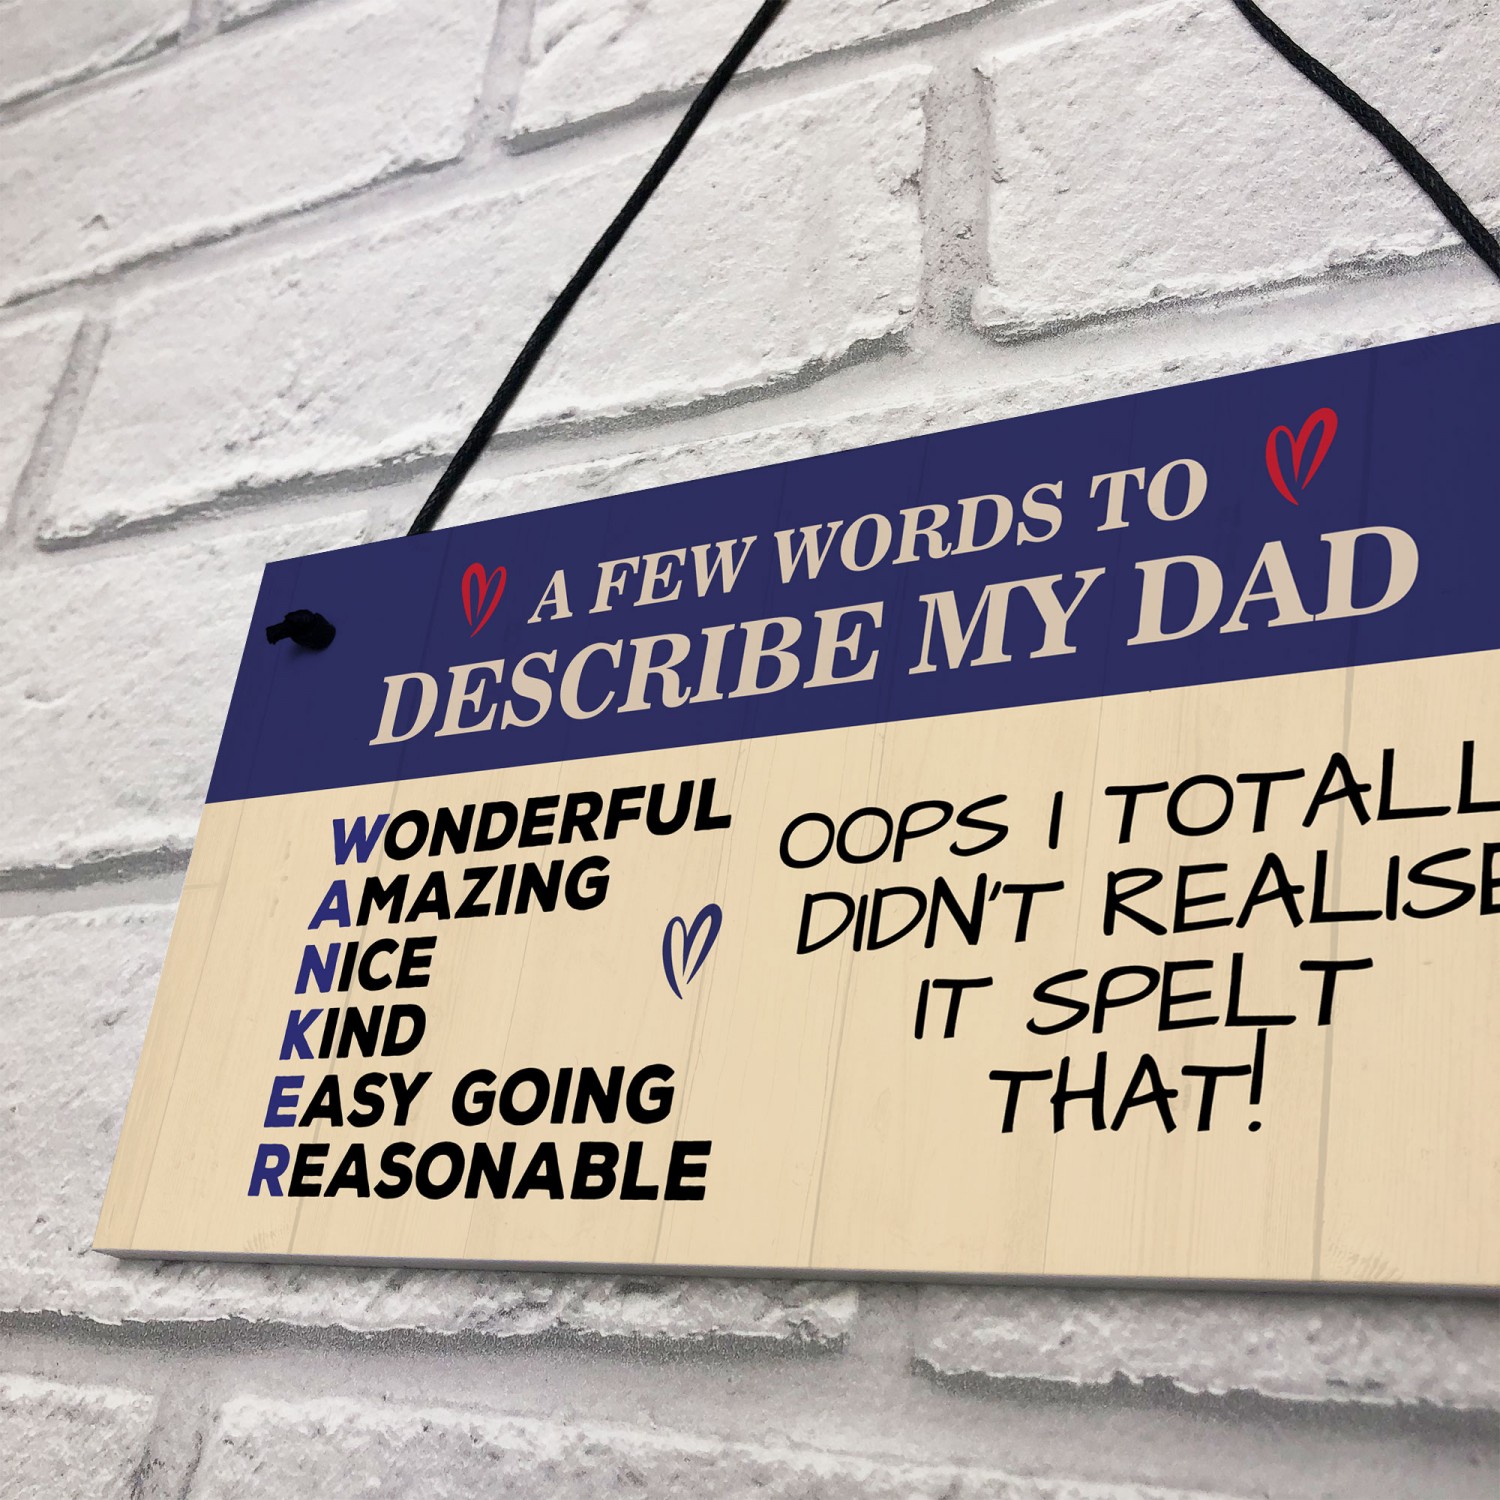 A FEW WORDS TO
DESCRIBE MY DAD
WONDERFUL
AMAZING
NICE
KIND
EASY GOING
REASONABLE
OOPS I TOTALL
DIDN'T REALISE
IT SPELT
THAT!